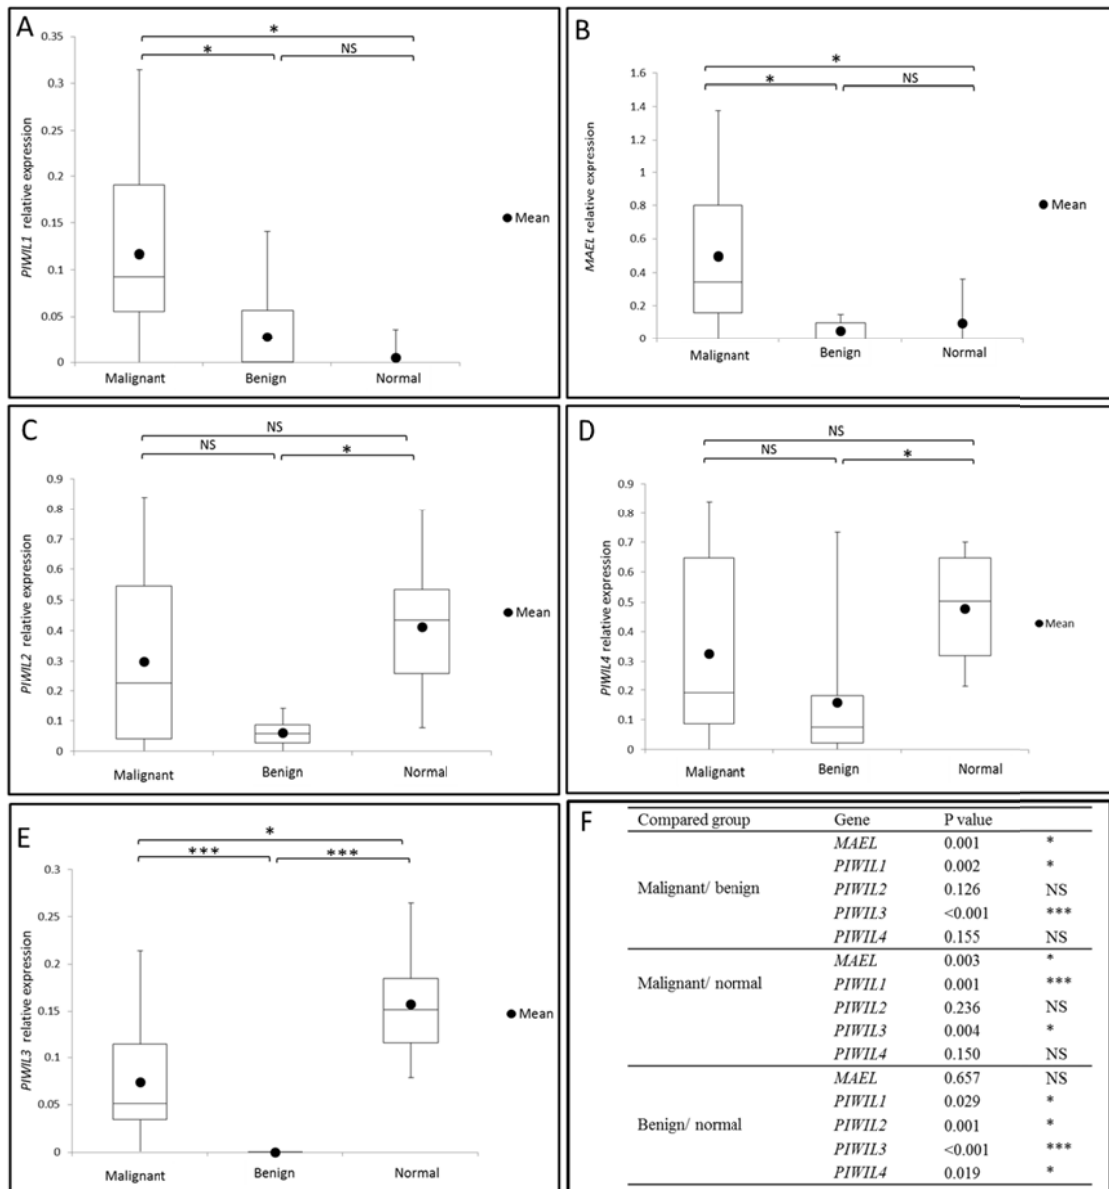 A
*
*
NS
0.35
0.3
0.25
0.2
0.15
0.1
0.05
0
PIWIL1 relative expression
Mean
Malignant Benign Normal
B
*
*
NS
1.6
1.4
1.2
1
0.8
0.6
0.4
0.2
0
MAEL relative expression
Mean
Malignant Benign Normal
C
NS
NS
*
0.9
0.8
0.7
0.6
0.5
0.4
0.3
0.2
0.1
0
PIWIL2 relative expression
Mean
Malignant Benign Normal
D
NS
NS
*
0.9
0.8
0.7
0.6
0.5
0.4
0.3
0.2
0.1
0
PIWIL4 relative expression
Mean
Malignant Benign Normal
E
*
***
***
0.3
0.25
0.2
0.15
0.1
0.05
0
PIWIL3 relative expression
Mean
Malignant Benign Normal
F
Compared group Gene P value
MAEL 0.001 *
PIWIL1 0.002 *
Malignant/ benign PIWIL2 0.126 NS
PIWIL3 <0.001 ***
PIWIL4 0.155 NS
MAEL 0.003 *
Malignant/ normal PIWIL1 0.001 ***
PIWIL2 0.236 NS
PIWIL3 0.004 *
PIWIL4 0.150 NS
MAEL 0.657 NS
PIWIL1 0.029 *
Benign/ normal PIWIL2 0.001 *
PIWIL3 <0.001 ***
PIWIL4 0.019 *